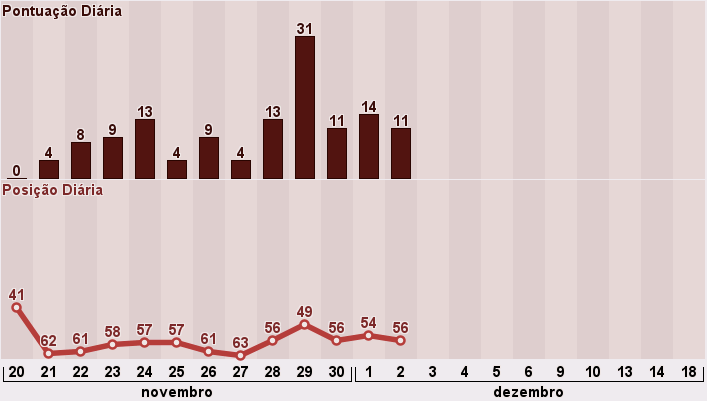 Pontuação Diária
0 4 8 9 13 4 9 4 13 31 11 14 11
Posição Diária
41 62 61 58 57 57 61 63 56 49 56 54 56
20 21 22 23 24 25 26 27 28 29 30 1 2 3 4 5 6 9 10 13 14 18
novembro dezembro